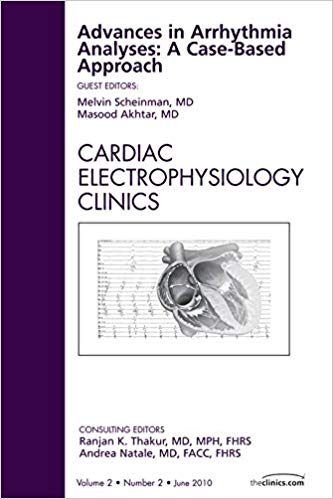 Advances in Arrhythmia
Analyses: A Case-Based
Approach
GUEST EDITORS:
Melvin Scheinman, MD
Masood Akhtar, MD
CARDIAC
ELECTROPHYSIOLOGY
CLINICS
CONSULTING EDITORS
Ranjan K. Thakur, MD, MPH, FHRS
Andrea Natale, MD, FACC, FHRS
Volume 2 • Number 2 • June 2010
theclinics.com